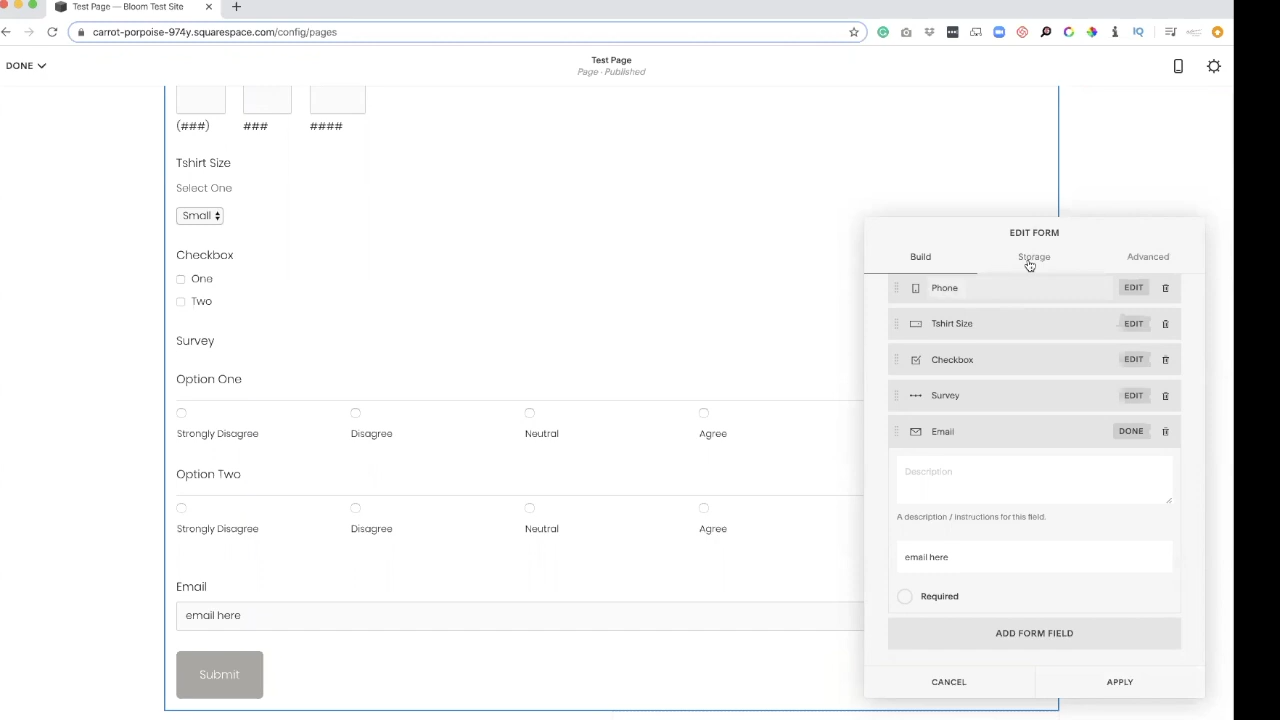 Test Page — Bloom Test Site
carrot-porpoise-974y.squarespace.com/config/pages
IQ
DONE
Test Page
Page · Published
(###) ### ####
Tshirt Size
Select One
Small
Checkbox
One
Two
Survey
Option One
Strongly Disagree Disagree Neutral Agree
Option Two
Strongly Disagree Disagree Neutral Agree
Email
email here
Submit
EDIT FORM
Build Storage Advanced
Phone EDIT
Tshirt Size EDIT
Checkbox EDIT
Survey EDIT
Email DONE
Description
A description / instructions for this field.
email here
Required
ADD FORM FIELD
CANCEL APPLY